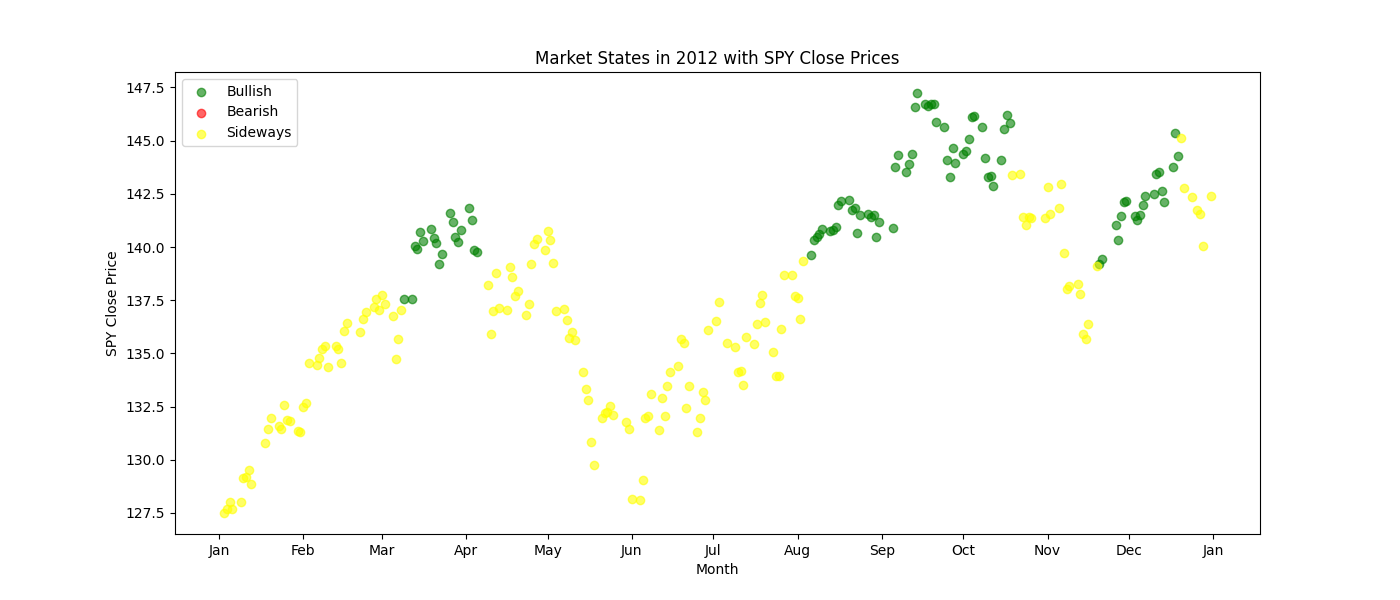 Market States in 2012 with SPY Close Prices
Bullish
Bearish
Sideways
147.5
145.0
142.5
140.0
137.5
135.0
132.5
130.0
127.5
SPY Close Price
Jan Feb Mar Apr May Jun Jul Aug Sep Oct Nov Dec Jan
Month